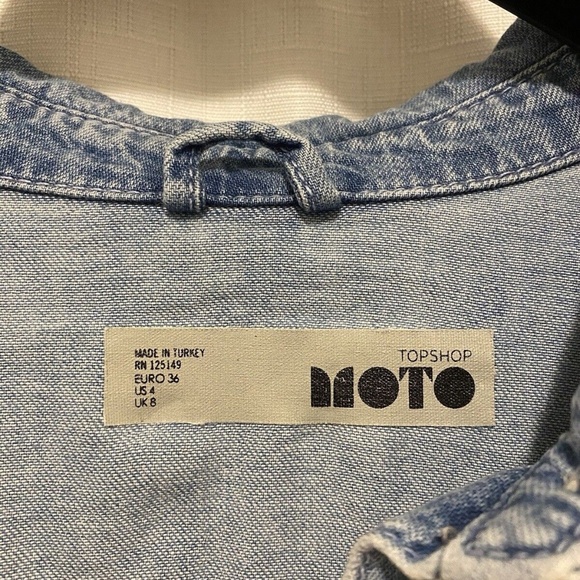 MADE IN TURKEY
RN 125149
EURO 36
US 4
UK 8
TOPSHOP
MOTO